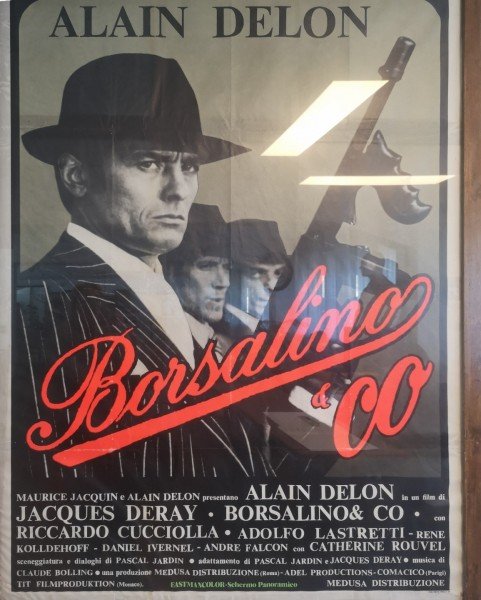 ALAIN DELON
Borsalino
& CO
MAURICE JACQUIN e ALAIN DELON presentano ALAIN DELON in un film di
JACQUES DERAY · BORSALINO& CO · con
RICCARDO CUCCIOLLA · ADOLFO LASTRETTI · RENE
KOLLDEHOFF - DANIEL IVERNEL - ANDRE FALCON con CATHERINE ROUVEL
sceneggiatura e dialoghi di PASCAL JARDIN • adattamento di PASCAL JARDIN e JACQUES DERAY • musica di
CLAUDE BOLLING • una produzione MEDUSA DISTRIBUZIONE (Roma) - ADEL PRODUCTIONS - COMACICO (Parigi)
TIT FILMPRODUKTION (Monaco). EASTMANCOLOR-Schermo Panoramico MEDUSA DISTRIBUZIONE